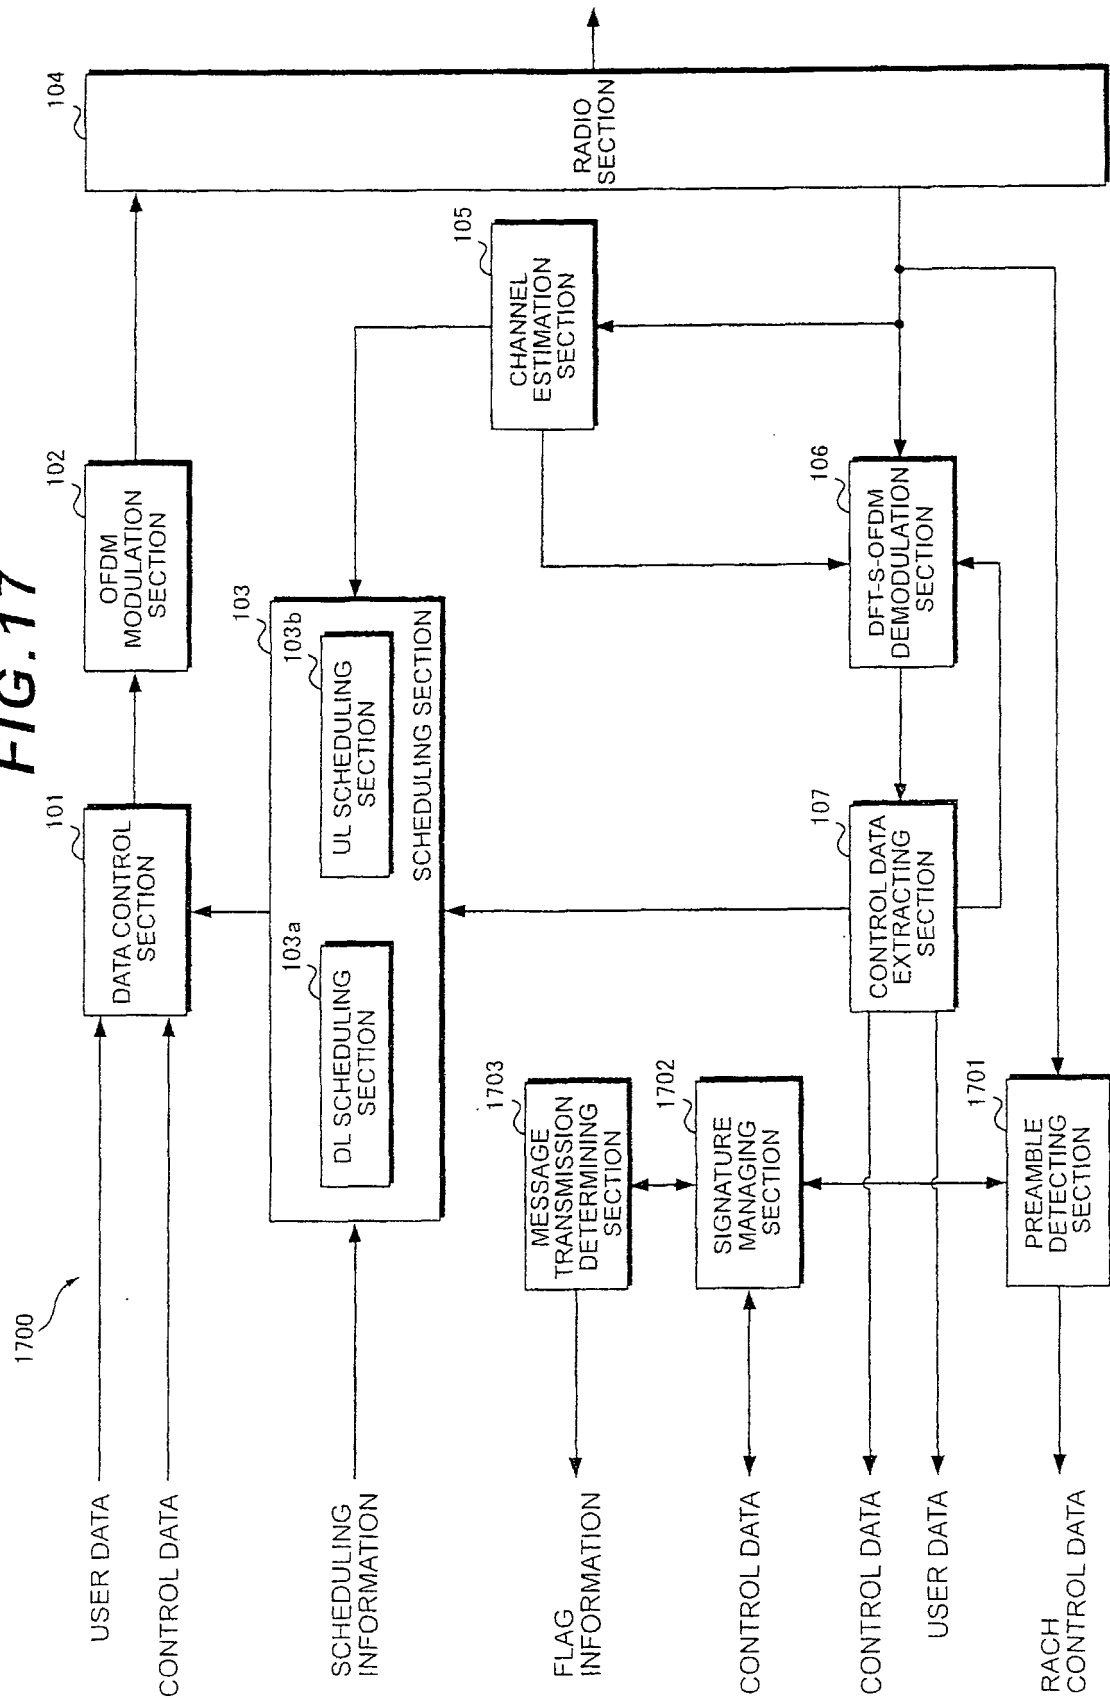 FIG. 17
1700
USER DATA
CONTROL DATA
101
DATA CONTROL
SECTION
102
OFDM
MODULATION
SECTION
104
RADIO
SECTION
SCHEDULING
INFORMATION
103
103a
DL SCHEDULING
SECTION
103b
UL SCHEDULING
SECTION
SCHEDULING SECTION
105
CHANNEL
ESTIMATION
SECTION
FLAG
INFORMATION
1703
MESSAGE
TRANSMISSION
DETERMINING
SECTION
CONTROL DATA
1702
SIGNATURE
MANAGING
SECTION
CONTROL DATA
USER DATA
107
CONTROL DATA
EXTRACTING
SECTION
106
DFT-S-OFDM
DEMODULATION
SECTION
RACH
CONTROL DATA
1701
PREAMBLE
DETECTING
SECTION